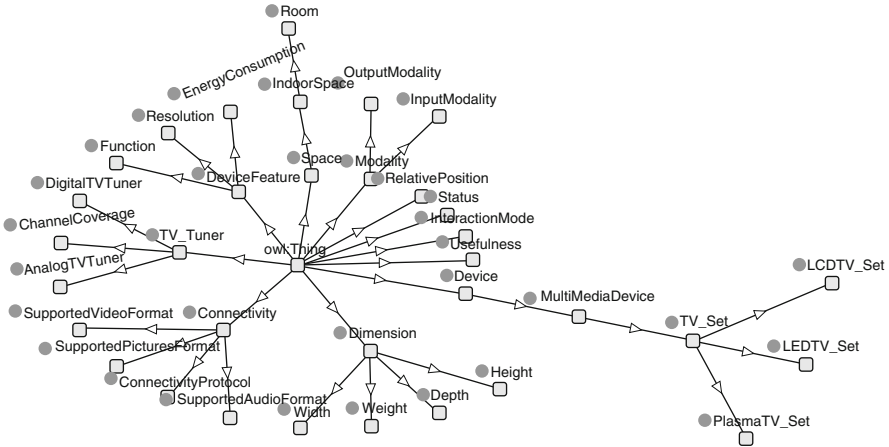 Room
EnergyConsumption
IndoorSpace
OutputModality
InputModality
Resolution
Function
DeviceFeature
Space
Modality
RelativePosition
DigitalTVTuner
Status
ChannelCoverage
TV_Tuner
InteractionMode
owl:Thing
Usefulness
AnalogTVTuner
Device
LCDTV_Set
MultiMediaDevice
SupportedVideoFormat
Connectivity
TV_Set
Dimension
SupportedPicturesFormat
LEDTV_Set
ConnectivityProtocol
Height
SupportedAudioFormat
Width
Weight
Depth
PlasmaTV_Set